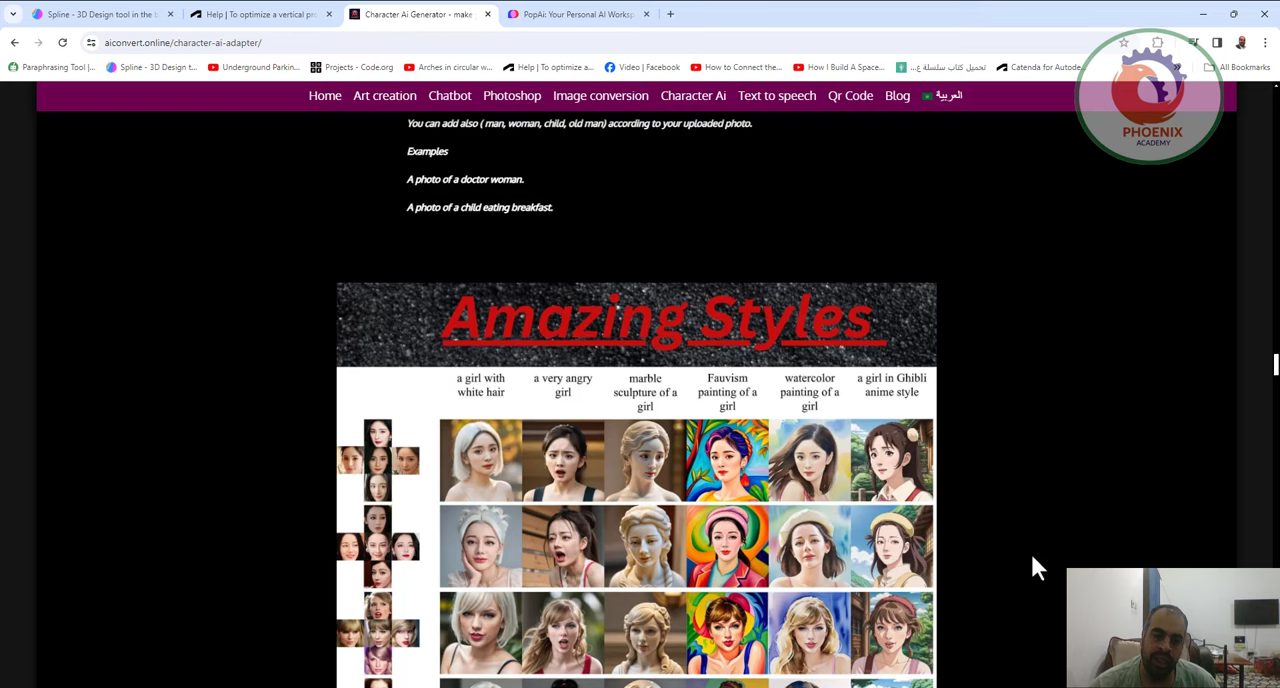 Spline - 3D Design tool in the b
Help | To optimize a vertical pr
Character Ai Generator - make
PopAi: Your Personal AI Worksp
aiconvert.online/character-ai-adapter/
Paraphrasing Tool |...
Spline - 3D Design t...
Underground Parkin...
Projects - Code.org
Arches in cicular w...
Help | To optimize a...
Video | Facebook
How to Connect the...
How I Build A Space...
تحميل كتاب سلسلة ع...
Catenda for Autode...
All Bookmarks
Home
Art creation
Chatbot
Photoshop
Image conversion
Character Ai
Text to speech
Qr Code
Blog
العربية
PHOENIX
ACADEMY
You can add also ( man, woman, child, old man) according to your uploaded photo.
Examples
A photo of a doctor woman.
A photo of a child eating breakfast.
Amazing Styles
a girl with
white hair
a very angry
girl
marble
sculpture of a
girl
Fauvism
painting of a
girl
watercolor
painting of a
girl
a girl in Ghibli
anime style